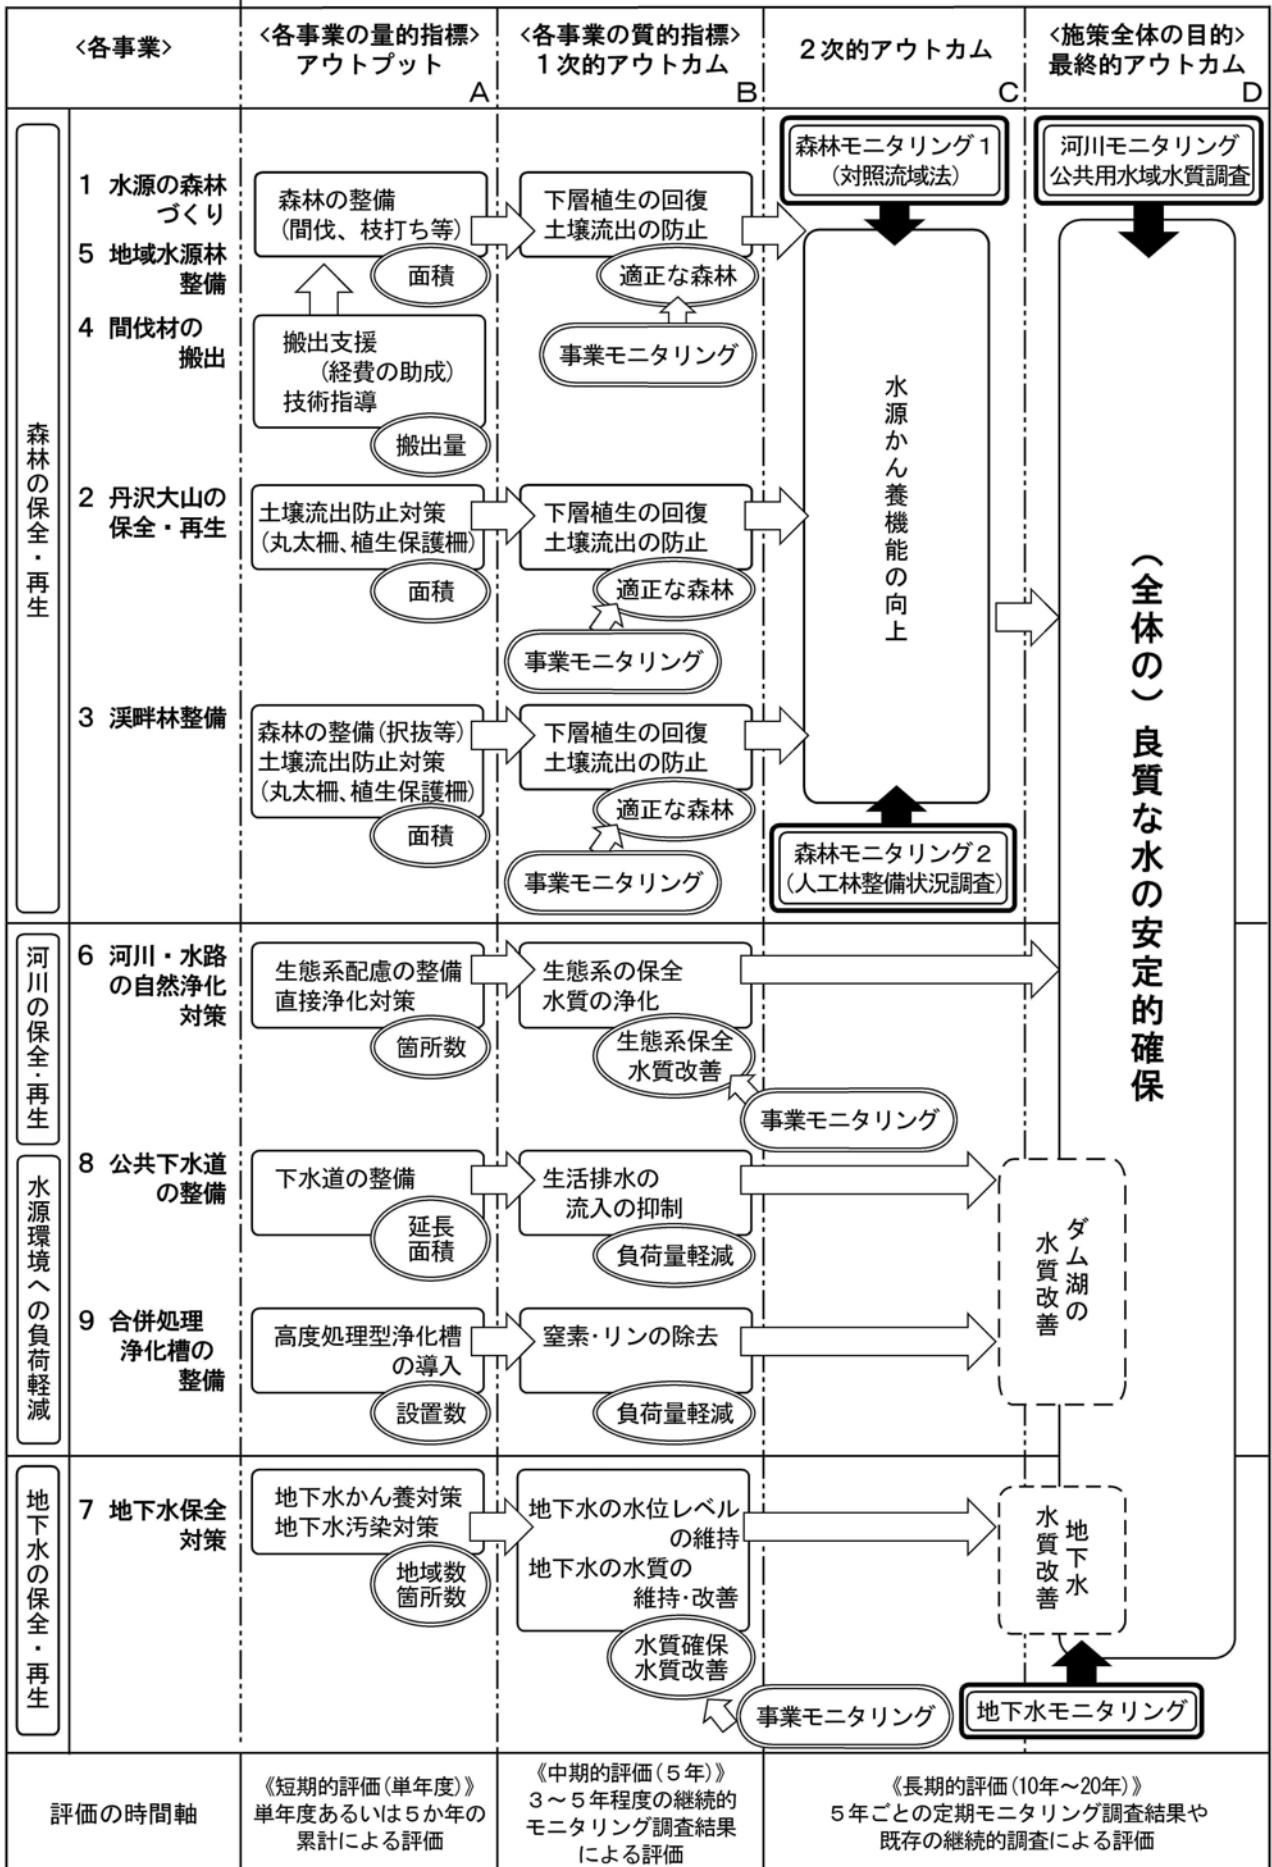 <各事業>
<各事業の量的指標>
アウトプット
A
<各事業の質的指標>
1次的アウトカム
B
2次的アウトカム
C
<施策全体の目的>
最終的アウトカム
D
森林の保全・再生
1 水源の森林
づくり
5 地域水源林
整備
4 間伐材の
搬出
森林の整備
(間伐、枝打ち等)
面積
搬出支援
(経費の助成)
技術指導
搬出量
下層植生の回復
土壌流出の防止
適正な森林
事業モニタリング
森林モニタリング1
(対照流域法)
河川モニタリング
公共用水域水質調査
水源かん養機能の向上
(全体の)良質な水の安定的確保
2 丹沢大山の
保全・再生
土壌流出防止対策
(丸太柵、植生保護柵)
面積
下層植生の回復
土壌流出の防止
適正な森林
事業モニタリング
3 渓畔林整備
森林の整備(択抜等)
土壌流出防止対策
(丸太柵、植生保護柵)
面積
下層植生の回復
土壌流出の防止
適正な森林
事業モニタリング
森林モニタリング2
(人工林整備状況調査)
河川の保全・再生
6 河川・水路
の自然浄化
対策
生態系配慮の整備
直接浄化対策
箇所数
生態系の保全
水質の浄化
生態系保全
水質改善
事業モニタリング
水源環境への負荷軽減
8 公共下水道
の整備
下水道の整備
延長
面積
生活排水の
流入の抑制
負荷量軽減
ダム湖の
水質改善
9 合併処理
浄化槽の
整備
高度処理型浄化槽
の導入
設置数
窒素・リンの除去
負荷量軽減
地下水の保全・再生
7 地下水保全
対策
地下水かん養対策
地下水汚染対策
地域数
箇所数
地下水の水位レベル
の維持
地下水の水質の
維持・改善
水質確保
水質改善
事業モニタリング
地下水
水質改善
地下水モニタリング
評価の時間軸
《短期的評価(単年度)》
単年度あるいは5か年の
累計による評価
《中期的評価(5年)》
3～5年程度の継続的
モニタリング調査結果
による評価
《長期的評価(10年～20年)》
5年ごとの定期モニタリング調査結果や
既存の継続的調査による評価